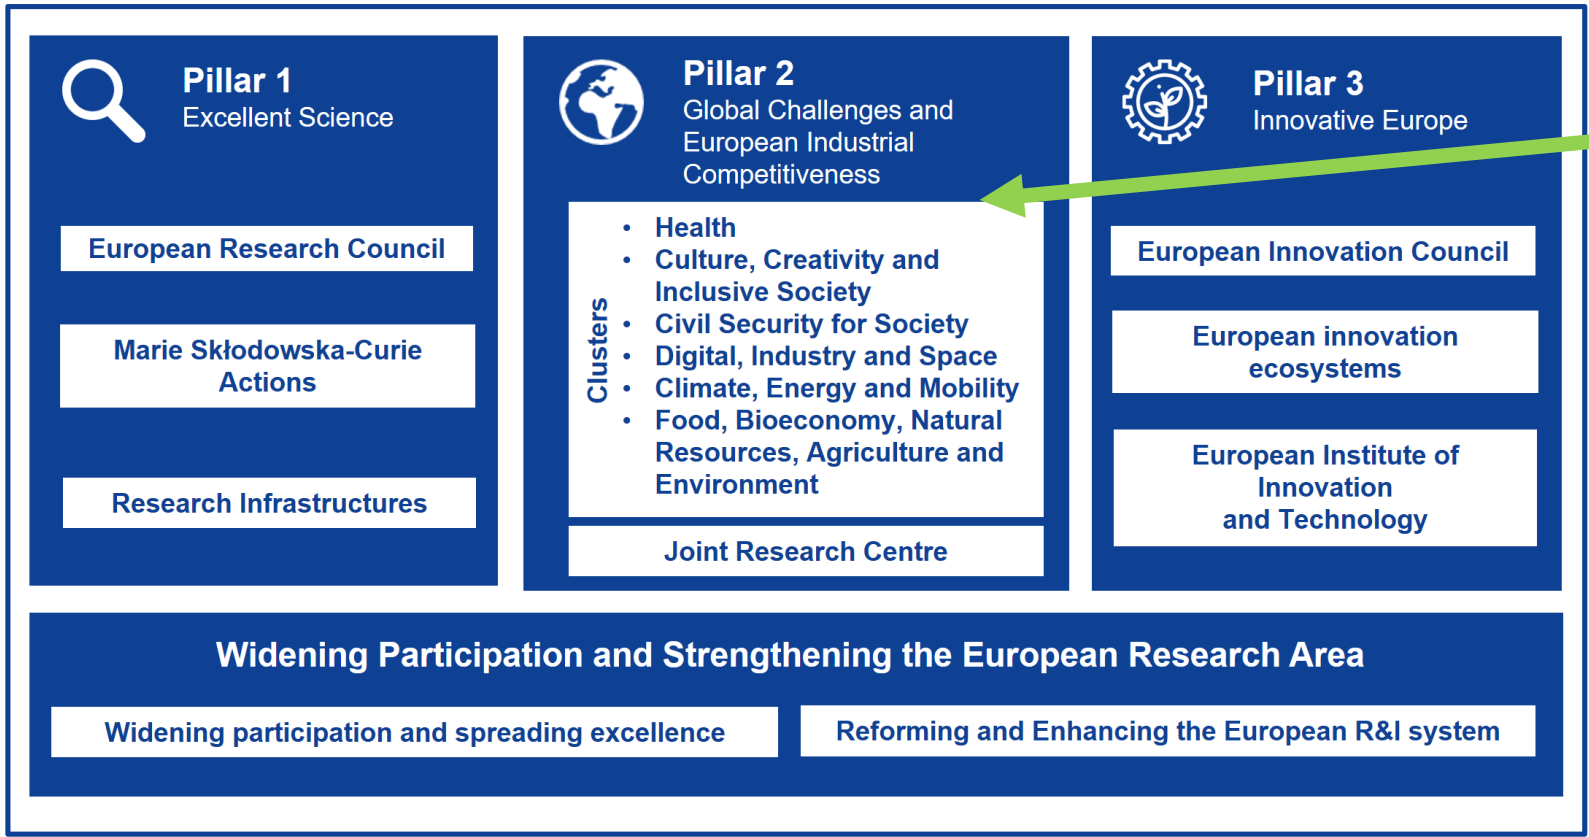 Pillar 1
Excellent Science
European Research Council
Marie Skłodowska-Curie
Actions
Research Infrastructures
Pillar 2
Global Challenges and
European Industrial
Competitiveness
Clusters
• Health
• Culture, Creativity and
Inclusive Society
• Civil Security for Society
• Digital, Industry and Space
• Climate, Energy and Mobility
• Food, Bioeconomy, Natural
Resources, Agriculture and
Environment
Joint Research Centre
Pillar 3
Innovative Europe
European Innovation Council
European innovation
ecosystems
European Institute of
Innovation
and Technology
Widening Participation and Strengthening the European Research Area
Widening participation and spreading excellence
Reforming and Enhancing the European R&I system